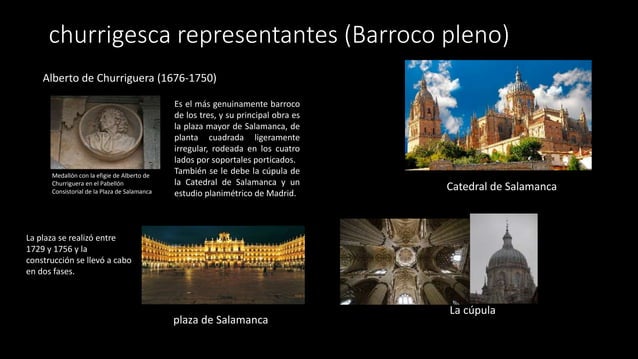 churrigesca representantes (Barroco pleno)
Alberto de Churriguera (1676-1750)
Medallón con la efigie de Alberto de
Churriguera en el Pabellón
Consistorial de la Plaza de Salamanca
Es el más genuinamente barroco
de los tres, y su principal obra es
la plaza mayor de Salamanca, de
planta cuadrada ligeramente
irregular, rodeada en los cuatro
lados por soportales porticados.
También se le debe la cúpula de
la Catedral de Salamanca y un
estudio planimétrico de Madrid.
Catedral de Salamanca
La plaza se realizó entre
1729 y 1756 y la
construcción se llevó a cabo
en dos fases.
plaza de Salamanca
La cúpula